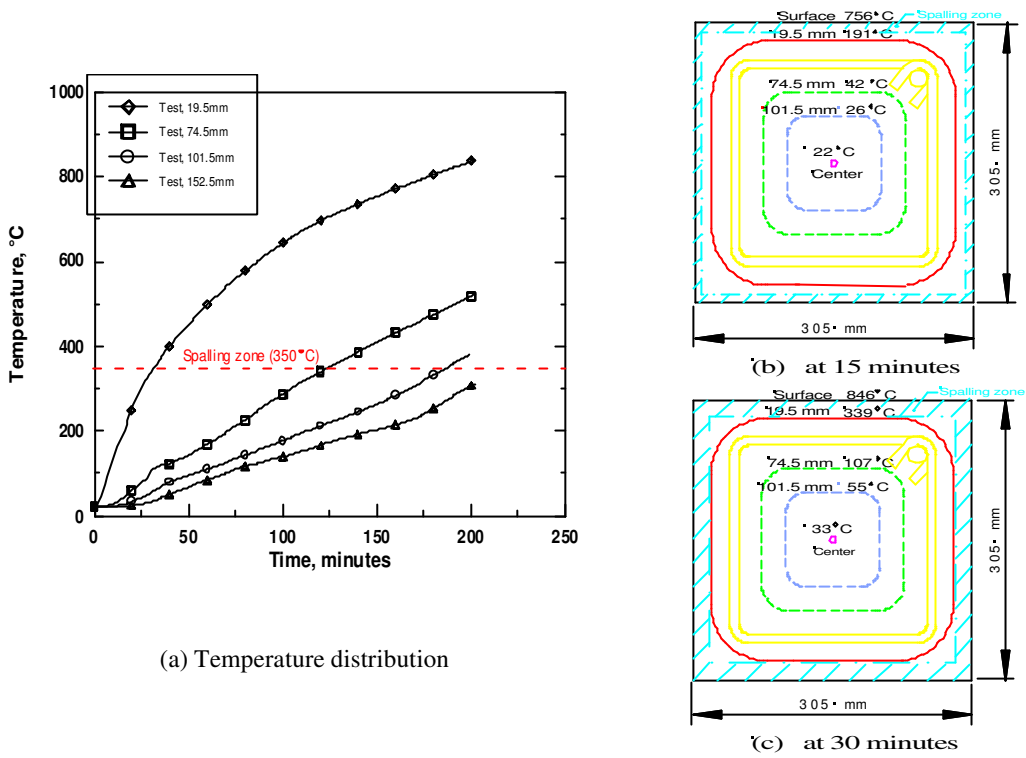 1000
800
600
400
200
0
Temperature, °C
Test, 19.5mm
Test, 74.5mm
Test, 101.5mm
Test, 152.5mm
Spalling zone (350°C)
0
50
100
150
200
250
Time, minutes
(a) Temperature distribution
Surface 756°C
Spalling zone
19.5 mm 191°C
74.5 mm 42°C
101.5 mm 26°C
22°C
Center
305 mm
305 mm
(b) at 15 minutes
Surface 846°C
Spalling zone
19.5 mm 339°C
74.5 mm 107°C
101.5 mm 55°C
33°C
Center
305 mm
305 mm
(c) at 30 minutes